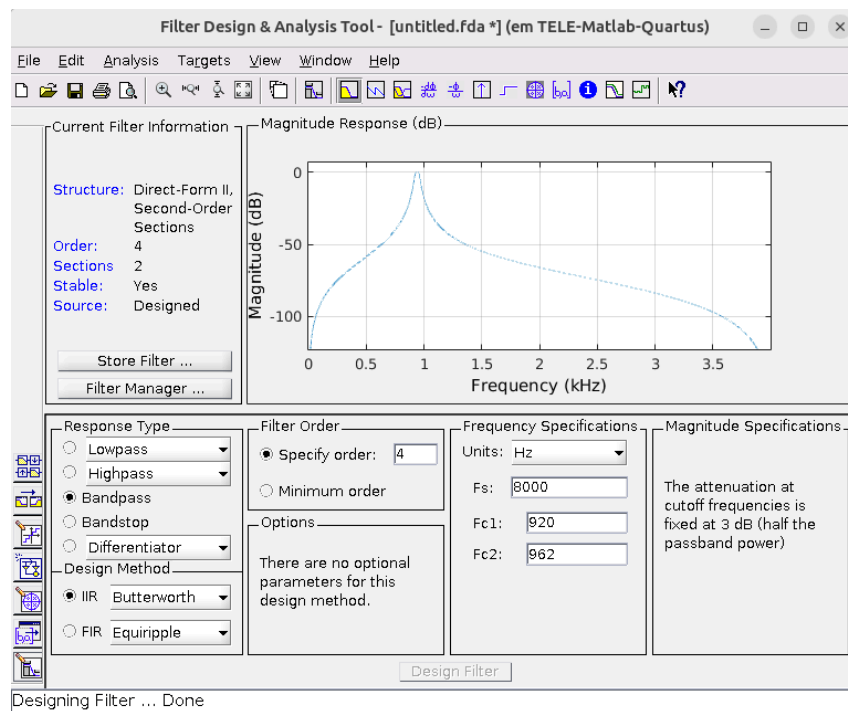 Filter Design & Analysis Tool - [untitled.fda *] (em TELE-Matlab-Quartus)
File Edit Analysis Targets View Window Help
Current Filter Information
Structure: Direct-Form II,
Second-Order
Sections
Order: 4
Sections 2
Stable: Yes
Source: Designed
Store Filter ...
Filter Manager ...
Magnitude Response (dB)
Magnitude (dB)
0
-50
-100
0 0.5 1 1.5 2 2.5 3 3.5
Frequency (kHz)
Response Type
Lowpass
Highpass
Bandpass
Bandstop
Differentiator
Design Method
IIR Butterworth
FIR Equiripple
Filter Order
Specify order: 4
Minimum order
Options
There are no optional
parameters for this
design method.
Frequency Specifications
Units: Hz
Fs: 8000
Fc1: 920
Fc2: 962
Magnitude Specifications
The attenuation at
cutoff frequencies is
fixed at 3 dB (half the
passband power)
Design Filter
Designing Filter ... Done